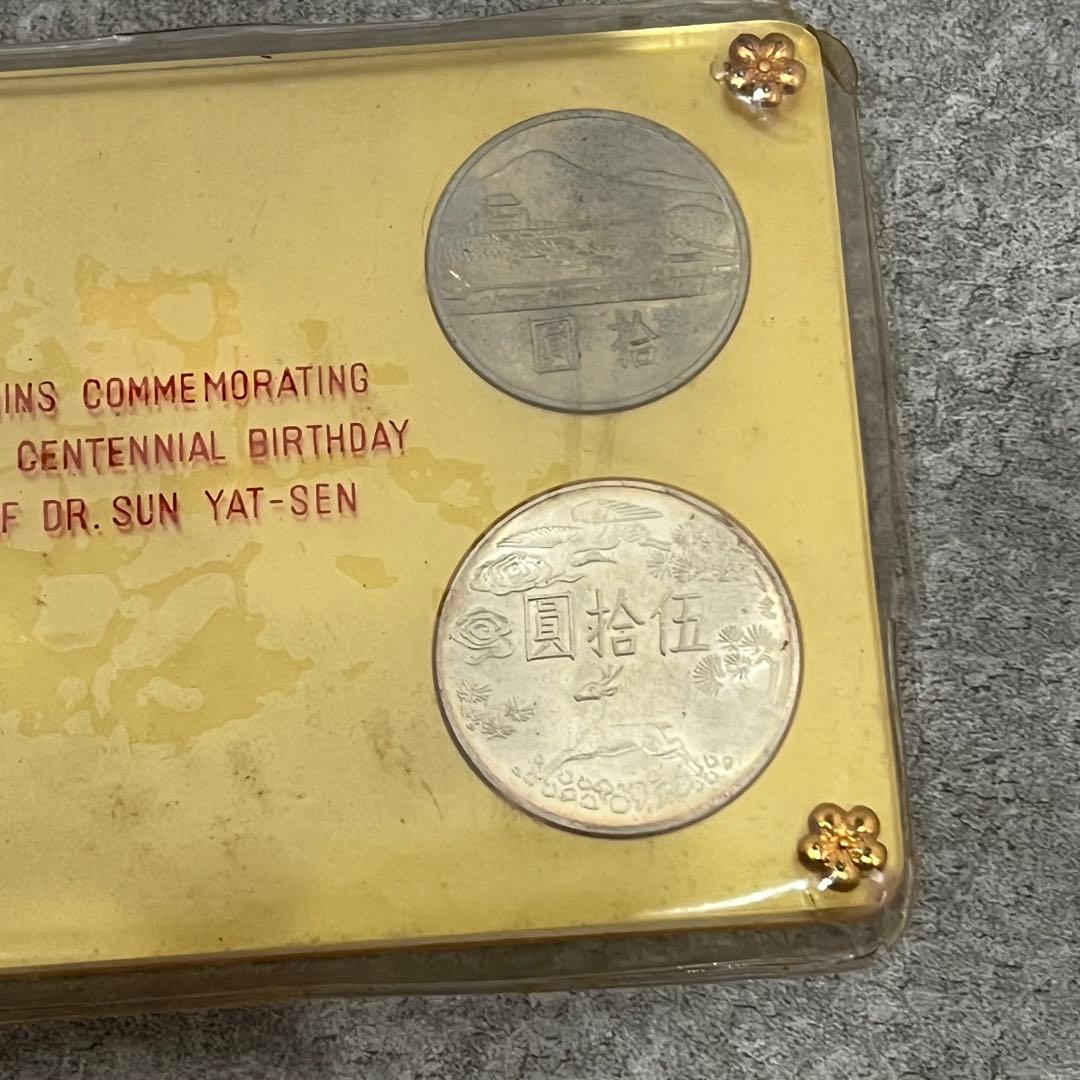 INS COMMEMORATING
CENTENNIAL BIRTHDAY
F DR. SUN YAT-SEN
圓拾
圓拾伍